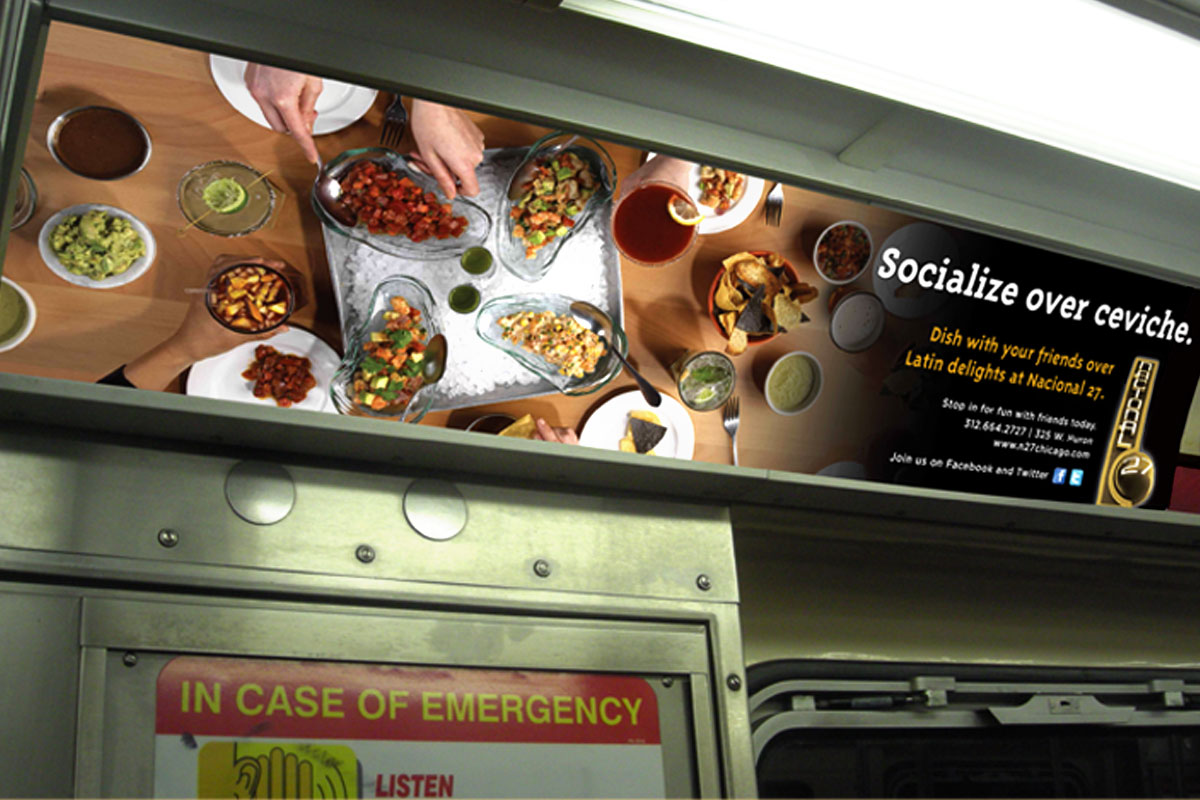 Socialize over ceviche.
Dish with your friends over
Latin delights at Nacional 27.
Stop in for fun with friends today.
312.664.2727 | 325 W. Huron
www.n27chicago.com
Join us on Facebook and Twitter f t
NACIONAL
27
IN CASE OF EMERGENCY
LISTEN